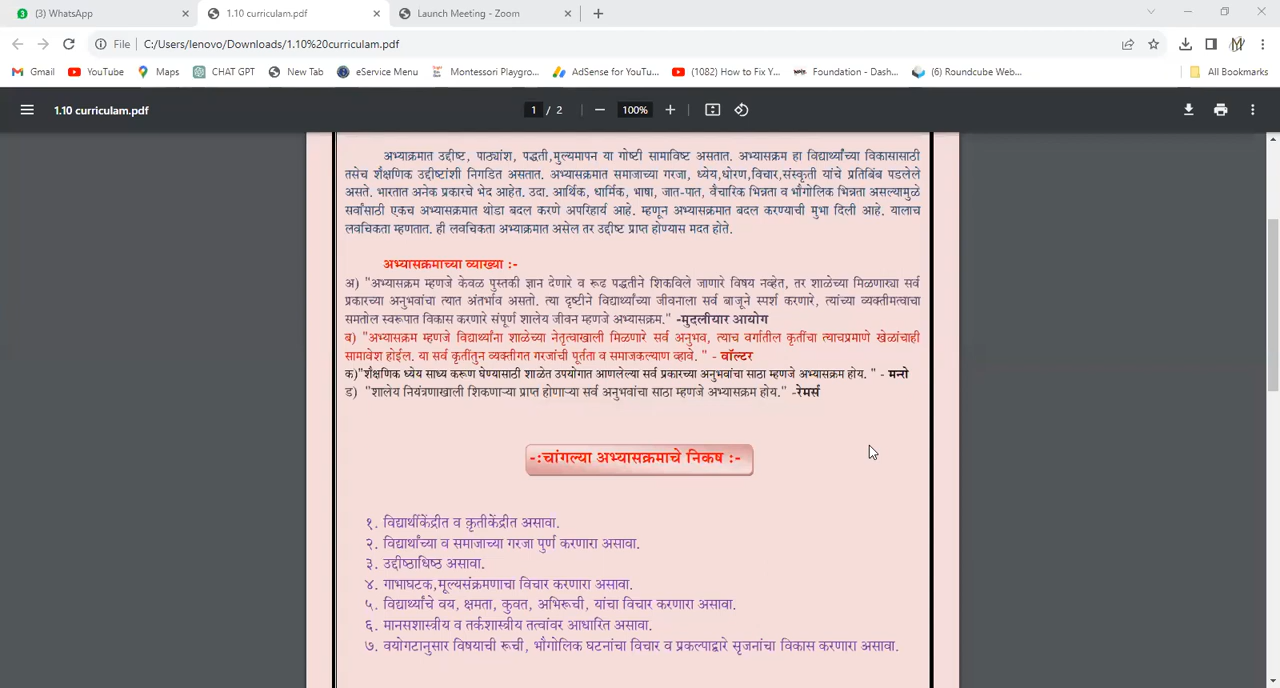 (3) WhatsApp
1.10 curriculam.pdf
Launch Meeting - Zoom
File
C:/Users/lenovo/Downloads/1.10%20curriculam.pdf
Gmail
YouTube
Maps
CHAT GPT
New Tab
eService Menu
Montessori Playgro...
AdSense for YouTu...
(1082) How to Fix Y...
Foundation - Dash...
(6) Roundcube Web...
All Bookmarks
1.10 curriculam.pdf
1 / 2
100%
अभ्याक्रमात उद्दीष्ट, पाठ्यांश, पद्धती,मुल्यमापन या गोष्टी सामाविष्ट असतात. अभ्यासक्रम हा विद्यार्थ्यांच्या विकासासाठी
तसेच शैक्षणिक उद्दीष्टांशी निगडित असतात. अभ्यासक्रमात समाजाच्या गरजा, ध्येय,धोरण,विचार,संस्कृती यांचे प्रतिबिंब पडलेले
असते. भारतात अनेक प्रकारचे भेद आहेत. उदा. आर्थिक, धार्मिक, भाषा, जात-पात, वैचारिक भिन्नता व भौगोलिक भिन्नता असल्यामुळे
सर्वांसाठी एकच अभ्यासक्रमात थोडा बदल करणे अपरिहार्य आहे. म्हणून अभ्यासक्रमात बदल करण्याची मुभा दिली आहे. यालाच
लवचिकता म्हणतात. ही लवचिकता अभ्याक्रमात असेल तर उद्दीष्ट प्राप्त होण्यास मदत होते.
अभ्यासक्रमाच्या व्याख्या :-
अ) "अभ्यासक्रम म्हणजे केवळ पुस्तकी ज्ञान देणारे व रूढ पद्धतीने शिकविले जाणारे विषय नव्हेत, तर शाळेच्या मिळणाऱ्या सर्व
प्रकारच्या अनुभवांचा त्यात अंतर्भाव असतो. त्या दृष्टीने विद्यार्थ्यांच्या जीवनाला सर्व बाजूने स्पर्श करणारे, त्यांच्या व्यक्तीमत्वाचा
समतोल स्वरूपात विकास करणारे संपूर्ण शालेय जीवन म्हणजे अभ्यासक्रम." -मुदलीयार आयोग
ब) "अभ्यासक्रम म्हणजे विद्यार्थ्यांना शाळेच्या नेतृत्वाखाली मिळणारे सर्व अनुभव, त्याच वर्गातील कृतींचा त्याचप्रमाणे खेळांचाही
सामावेश होईल. या सर्व कृतींतुन व्यक्तीगत गरजांची पूर्तता व समाजकल्याण व्हावे. " - वॉल्टर
क)"शैक्षणिक ध्येय साध्य करूण घेण्यासाठी शाळेत उपयोगात आणलेल्या सर्व प्रकारच्या अनुभवांचा साठा म्हणजे अभ्यासक्रम होय. " - मन्नो
ड) "शालेय नियंत्रणाखाली शिकणाऱ्या प्राप्त होणाऱ्या सर्व अनुभवांचा साठा म्हणजे अभ्यासक्रम होय." -रेमर्स
-:चांगल्या अभ्यासक्रमाचे निकष :-
१. विद्यार्थीकेंद्रीत व कृतीकेंद्रीत असावा.
२. विद्यार्थांच्या व समाजाच्या गरजा पुर्ण करणारा असावा.
३. उद्दीष्ठाधिष्ठ असावा.
४. गाभाघटक,मूल्यसंक्रमणाचा विचार करणारा असावा.
५. विद्यार्थ्यांचे वय, क्षमता, कुवत, अभिरूची, यांचा विचार करणारा असावा.
६. मानसशास्त्रीय व तर्कशास्त्रीय तत्वांवर आधारित असावा.
७. वयोगटानुसार विषयाची रूची, भौगोलिक घटनांचा विचार व प्रकल्पाद्वारे सृजनांचा विकास करणारा असावा.